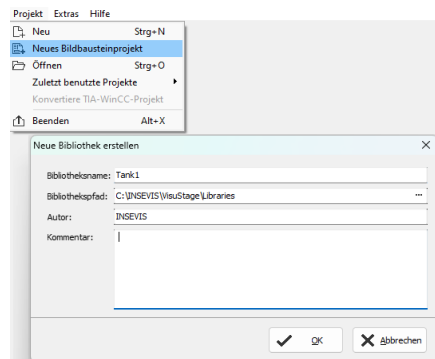 Projekt Extras Hilfe
Neu Strg+N
Neues Bildbausteinprojekt
Öffnen Strg+O
Zuletzt benutzte Projekte
Konvertiere TIA-WinCC-Projekt
Beenden Alt+X
Neue Bibliothek erstellen
Bibliotheksname: Tank1
Bibliothekspfad: C:\INSEVIS\VisuStage\Libraries ...
Autor: INSEVIS
Kommentar:
OK Abbrechen